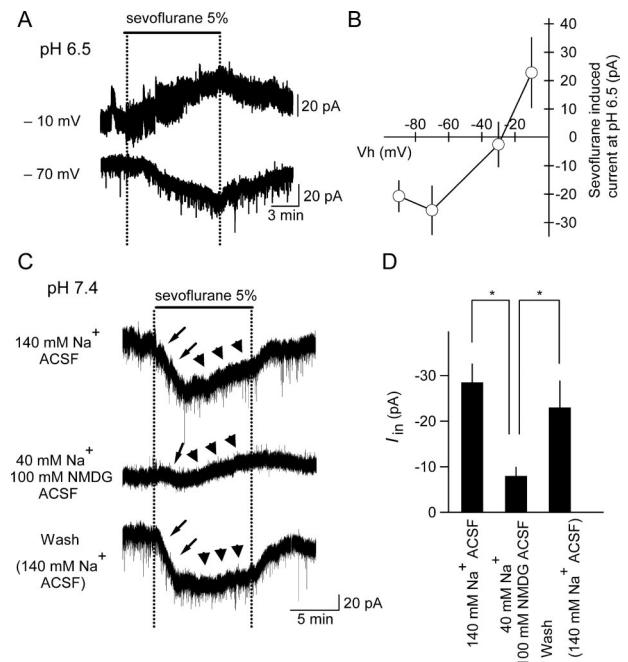 A
sevoflurane 5%
pH 6.5
– 10 mV
20 pA
– 70 mV
20 pA
3 min
B
40
30
20
10
0
-10
-20
-30
-80 -60 -40 -20
Vh (mV)
Sevoflurane induced
current at pH 6.5 (pA)
C
pH 7.4
sevoflurane 5%
140 mM Na+
ACSF
40 mM Na+
100 mM NMDG
ACSF
Wash
(140 mM Na+
ACSF)
20 pA
5 min
D
* *
-30
-20
-10
0
Iin (pA)
140 mM Na+ ACSF
40 mM Na+
100 mM NMDG ACSF
Wash
(140 mM Na+ ACSF)